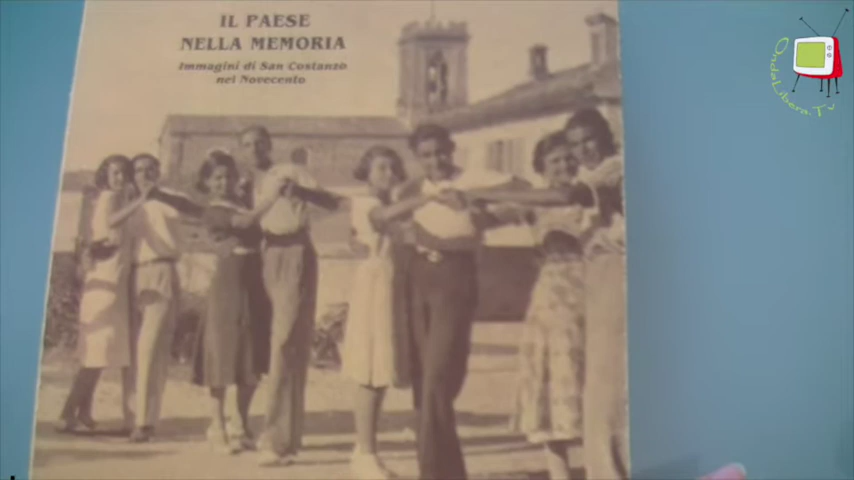 IL PAESE
NELLA MEMORIA
Immagini di San Costanzo
nel Novecento
OndaLibera.Tv